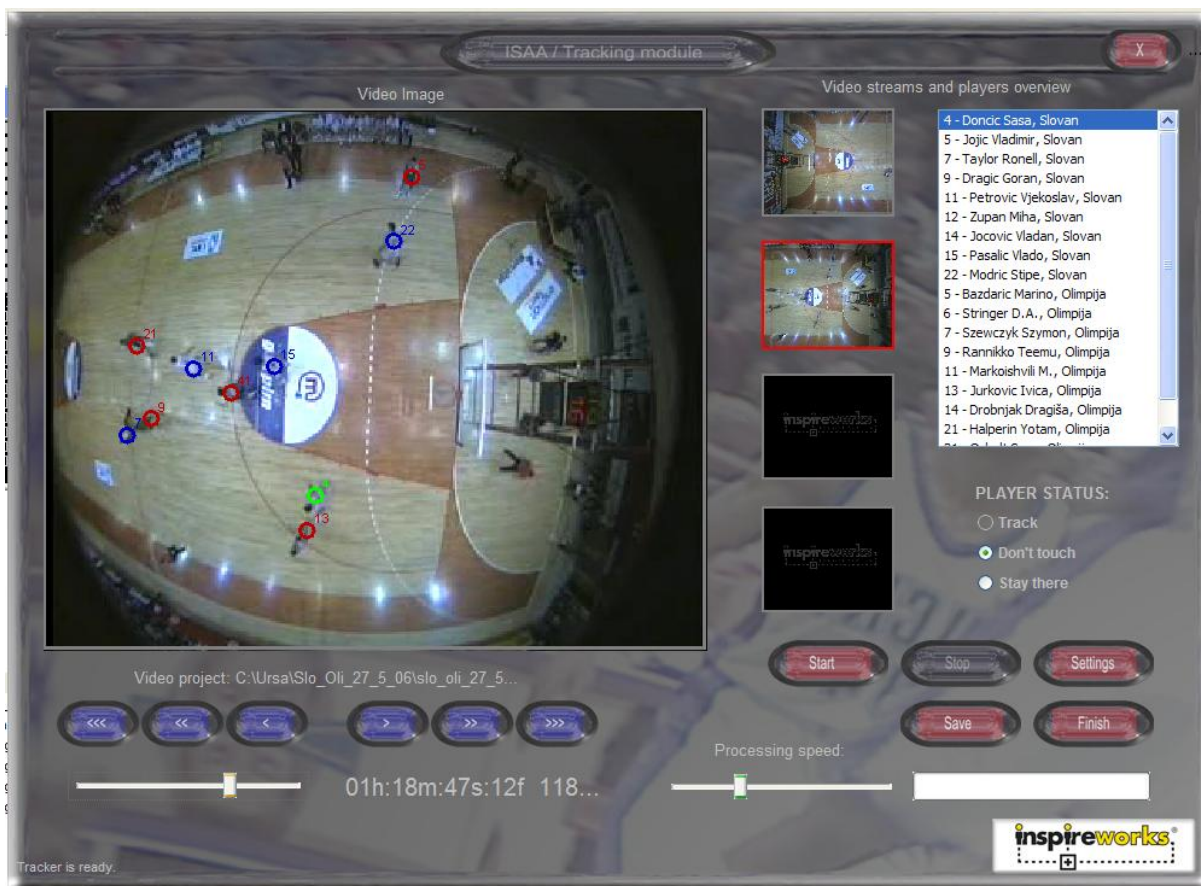 ISAA / Tracking module
X
...
Video Image
Video streams and players overview
5
22
21
11
15
41
9
7
13
4 - Doncic Sasa, Slovan
5 - Jojic Vladimir, Slovan
7 - Taylor Ronell, Slovan
9 - Dragic Goran, Slovan
11 - Petrovic Vjekoslav, Slovan
12 - Zupan Miha, Slovan
14 - Jocovic Vladan, Slovan
15 - Pasalic Vlado, Slovan
22 - Modric Stipe, Slovan
5 - Bazdaric Marino, Olimpija
6 - Stringer D.A., Olimpija
7 - Szewczyk Szymon, Olimpija
9 - Rannikko Teemu, Olimpija
11 - Markoishvili M., Olimpija
13 - Jurkovic Ivica, Olimpija
14 - Drobnjak Dragiša, Olimpija
21 - Halperin Yotam, Olimpija
inspireworks
inspireworks
PLAYER STATUS:
Track
Don't touch
Stay there
Start
Stop
Settings
Video project: C:\Ursa\Slo_Oli_27_5_06\slo_oli_27_5...
<<<
<<
<
>
>>
>>>
Save
Finish
Processing speed:
01h:18m:47s:12f 118...
inspireworks
Tracker is ready.